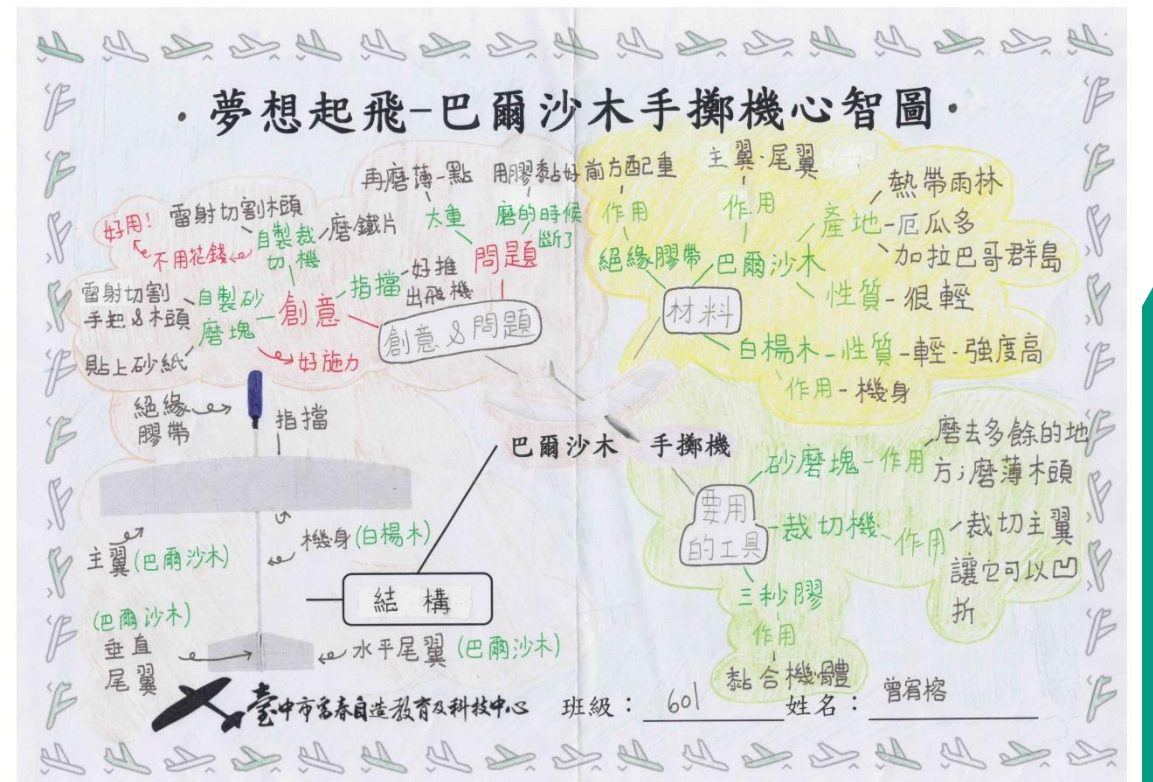 ·夢想起飛-巴爾沙木手擲機心智圖·
再磨薄一點
用膠黏好
太重
磨的時候
斷了
問題
創意&問題
雷射切割木頭
磨鐵片
自製裁
切機
不用花錢
好用!
指擋
好推
出飛機
創意
雷射切割
手把&木頭
自製砂
磨塊
貼上砂紙
好施力
前方配重
作用
絕緣膠帶
主翼·尾翼
作用
巴爾沙木
產地
熱帶雨林
厄瓜多
加拉巴哥群島
性質-很輕
材料
白楊木-性質-輕·強度高
作用-機身
絕緣
膠帶
指擋
巴爾沙木 手擲機
主翼(巴爾沙木)
機身(白楊木)
結構
(巴爾沙木)
垂直
尾翼
水平尾翼(巴爾沙木)
要用
的工具
砂磨塊-作用
磨去多餘的地
方;磨薄木頭
裁切機-作用
裁切主翼
讓它可以凹
折
三秒膠
作用
黏合機體
臺中市富春自造教育及科技中心
班級：601
姓名：曾宥榕